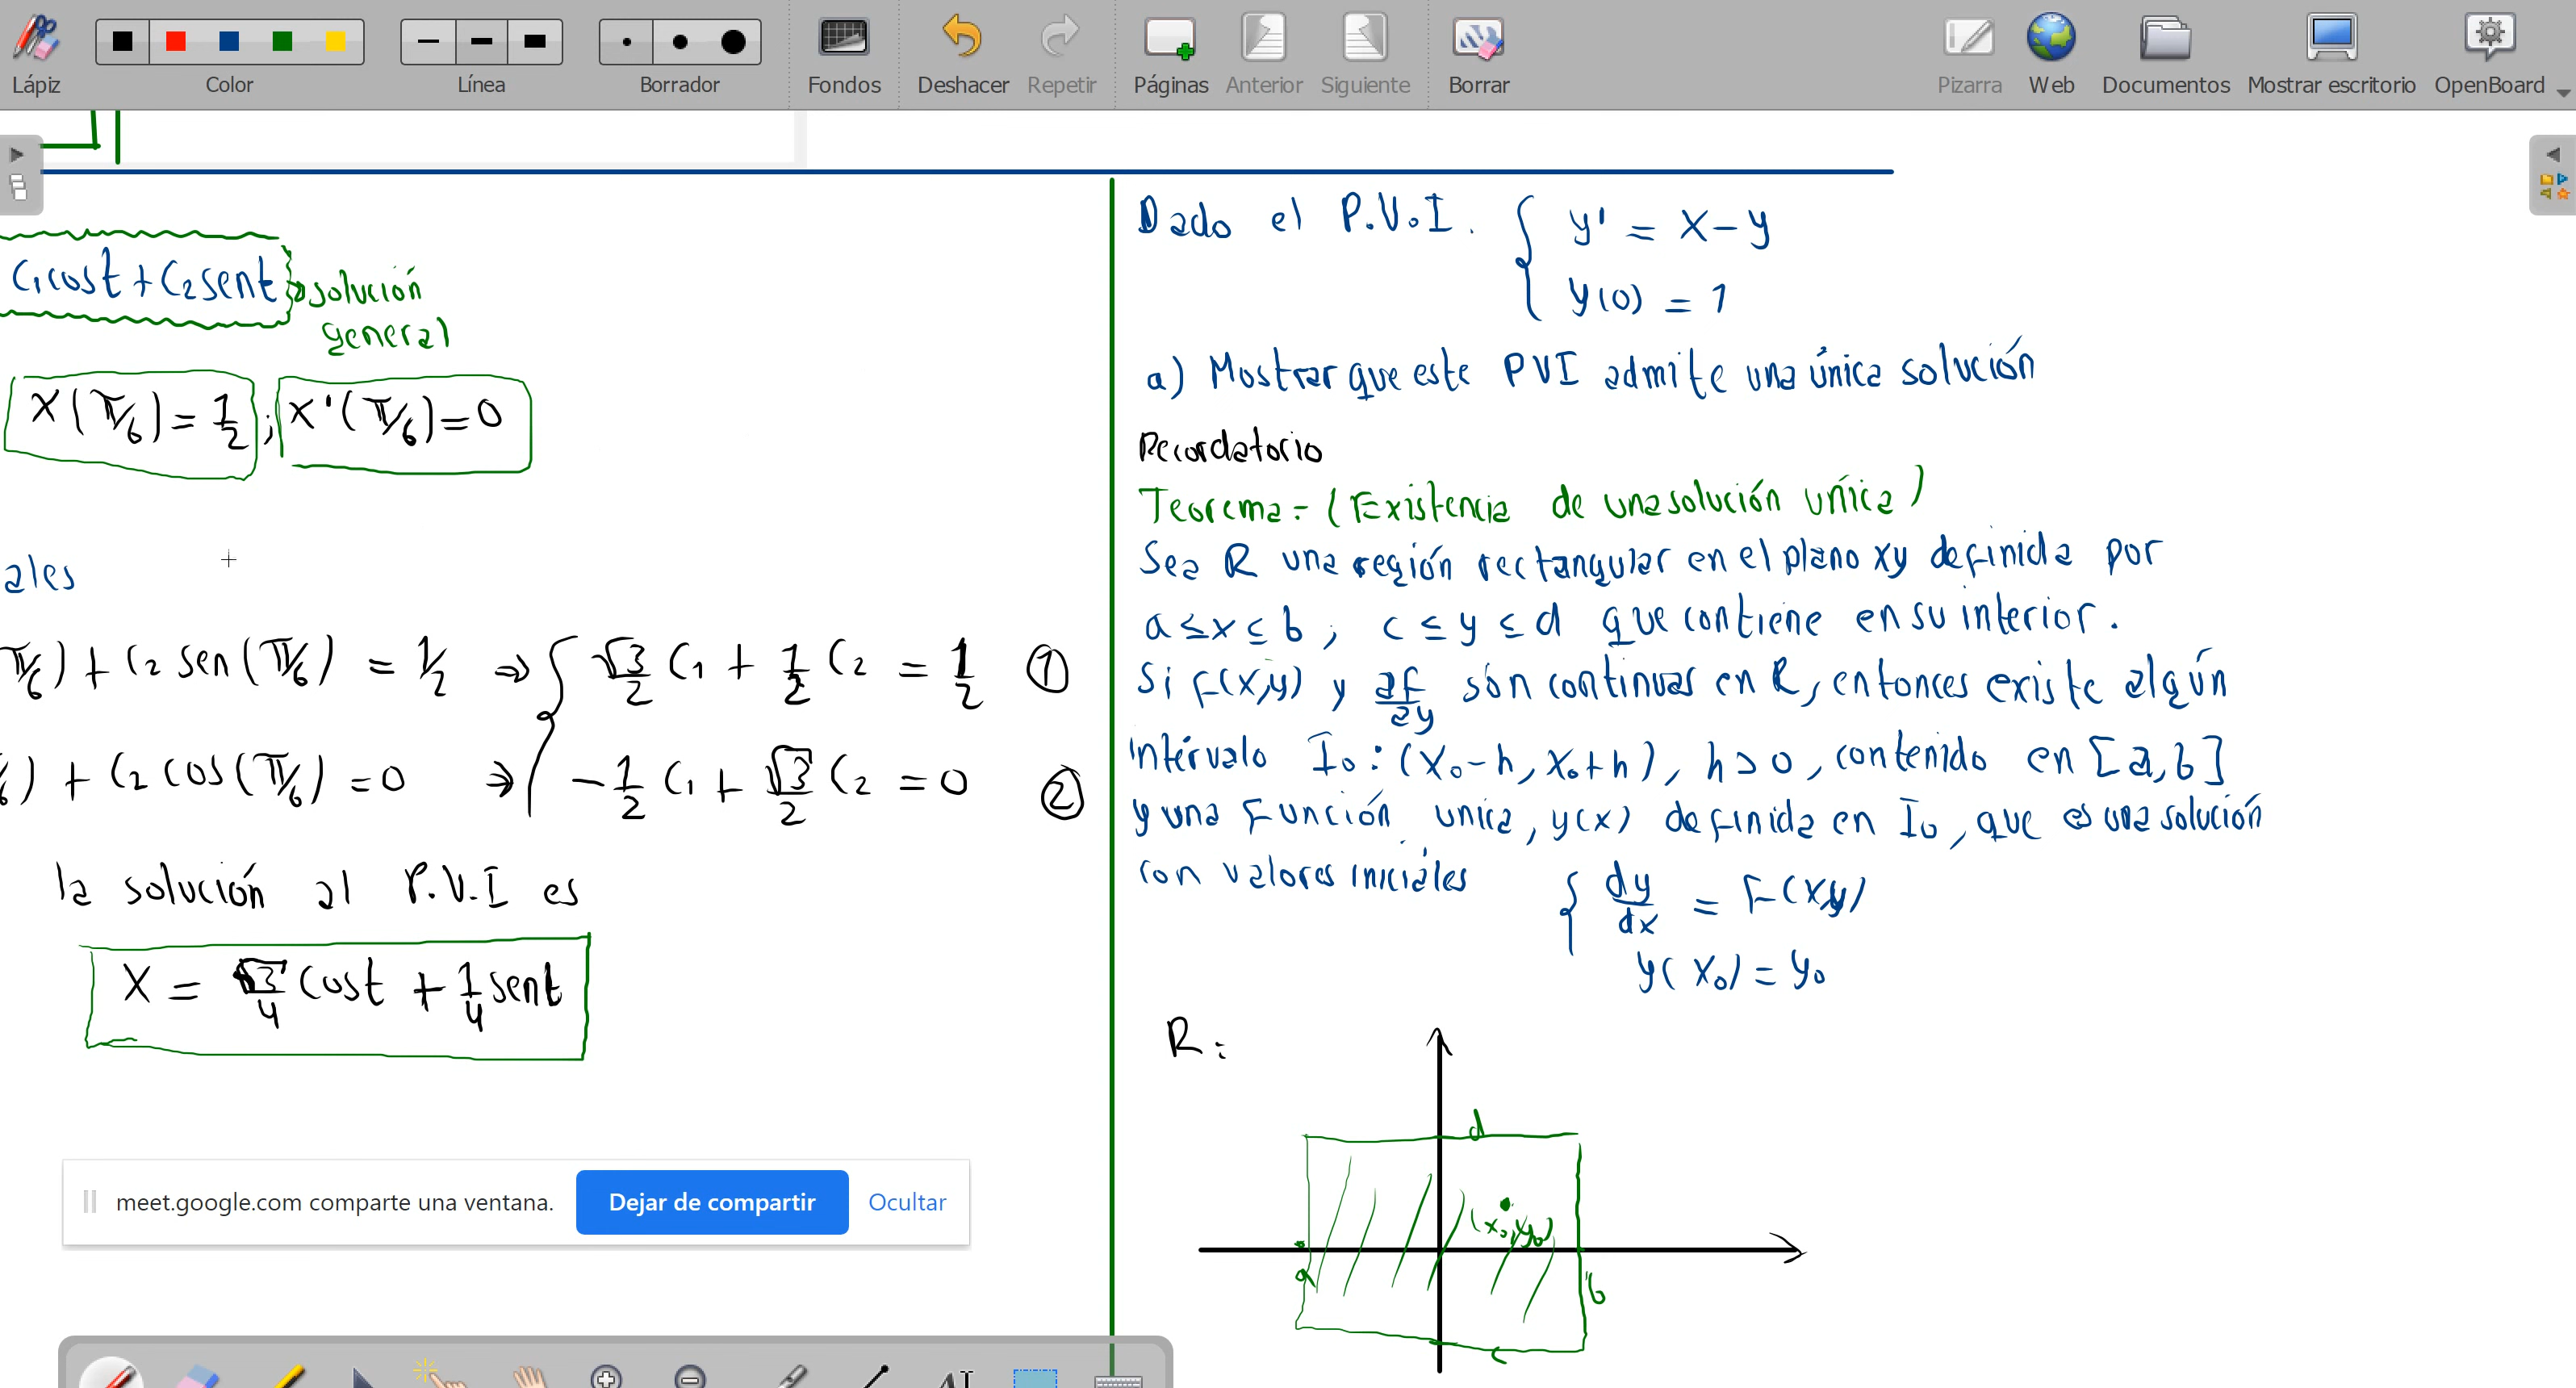 Lápiz
Color
Línea
Borrador
Fondos
Deshacer
Repetir
Páginas
Anterior
Siguiente
Borrar
Pizarra
Web
Documentos
Mostrar escritorio
OpenBoard
C₁cost + C₂sent → solución
general
x(π/6) = 1/2 ; x'(π/6) = 0
ales
π/6) + C₂ sen(π/6) = 1/2 ⇒ { √3/2 C₁ + 1/2 C₂ = 1/2 ①
6) + C₂ cos(π/6) = 0 ⇒ { -1/2 C₁ + √3/2 C₂ = 0 ②
la solución al P.V.I es
X = √3/4 cost + 1/4 sent
meet.google.com comparte una ventana.
Dejar de compartir
Ocultar
Dado el P.V.I. { y' = x - y
y(0) = 1
a) Mostrar que este PVI admite una única solución
Recordatorio
Teorema = (Existencia de una solución única)
Sea R una región rectangular en el plano xy definida por
a ≤ x ≤ b ; c ≤ y ≤ d que contiene en su interior.
Si F(x,y) y ∂f/∂y son continuas en R, entonces existe algún
intérvalo I₀ : (x₀-h, x₀+h), h > 0, contenido en [a,b]
y una Función unica, y(x) definida en I₀, que es una solución
con valores iniciales { dy/dx = F(xy)
y(x₀) = y₀
R:
d
(x₀,y₀)
a
b
c